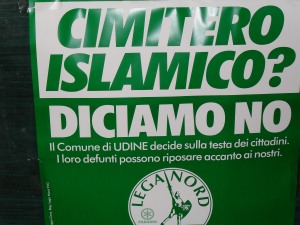 CIMITERO
ISLAMICO?
DICIAMO NO
Il Comune di UDINE decide sulla testa dei cittadini.
I loro defunti possono riposare accanto ai nostri.
LEGA NORD